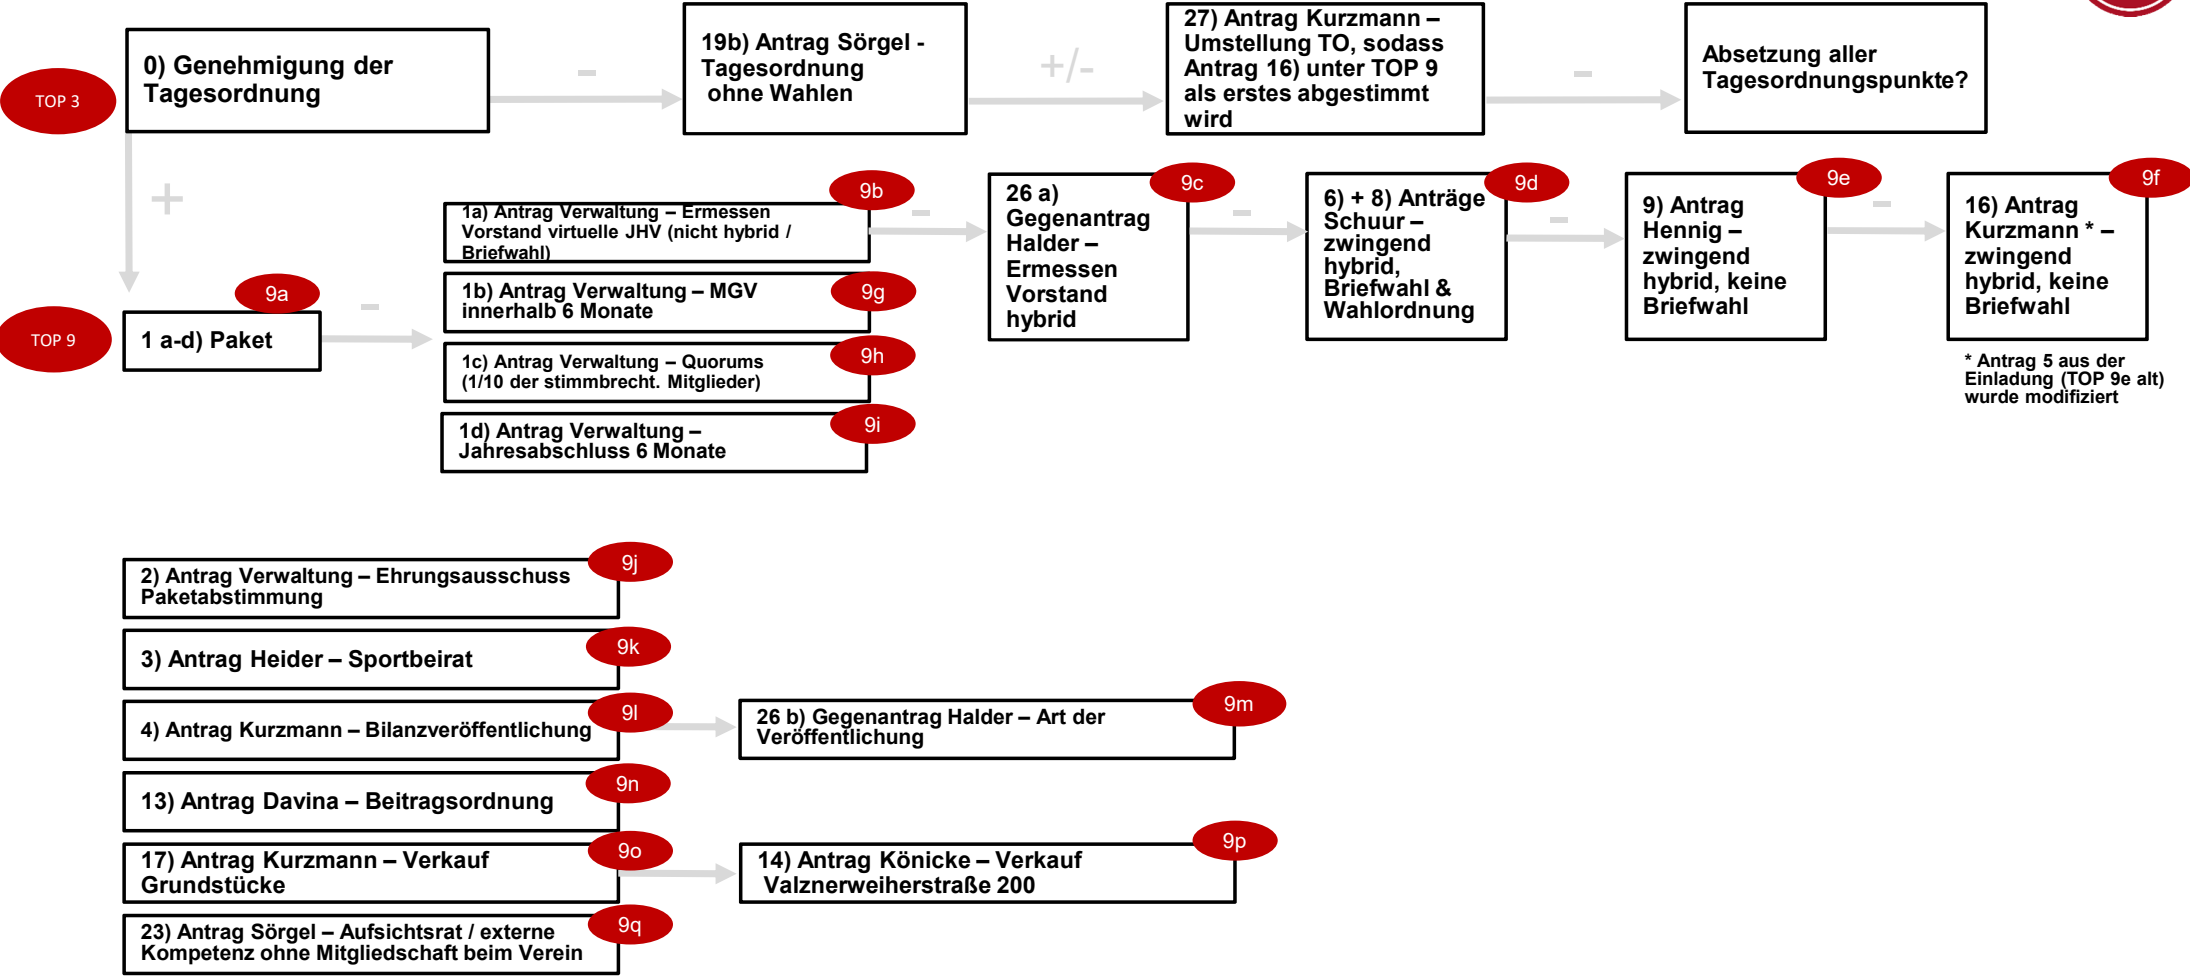 TOP 3
0) Genehmigung der
Tagesordnung
-
19b) Antrag Sörgel -
Tagesordnung
ohne Wahlen
+/-
27) Antrag Kurzmann –
Umstellung TO, sodass
Antrag 16) unter TOP 9
als erstes abgestimmt
wird
-
Absetzung aller
Tagesordnungspunkte?
+
TOP 9
9a
1 a-d) Paket
-
9b
1a) Antrag Verwaltung – Ermessen
Vorstand virtuelle JHV (nicht hybrid /
Briefwahl)
-
9g
1b) Antrag Verwaltung – MGV
innerhalb 6 Monate
9h
1c) Antrag Verwaltung – Quorums
(1/10 der stimmbrecht. Mitglieder)
9i
1d) Antrag Verwaltung –
Jahresabschluss 6 Monate
9c
26 a)
Gegenantrag
Halder –
Ermessen
Vorstand
hybrid
-
9d
6) + 8) Anträge
Schuur –
zwingend
hybrid,
Briefwahl &
Wahlordnung
-
9e
9) Antrag
Hennig –
zwingend
hybrid, keine
Briefwahl
-
9f
16) Antrag
Kurzmann * –
zwingend
hybrid, keine
Briefwahl
* Antrag 5 aus der
Einladung (TOP 9e alt)
wurde modifiziert
9j
2) Antrag Verwaltung – Ehrungsausschuss
Paketabstimmung
9k
3) Antrag Heider – Sportbeirat
9l
4) Antrag Kurzmann – Bilanzveröffentlichung
9m
26 b) Gegenantrag Halder – Art der
Veröffentlichung
9n
13) Antrag Davina – Beitragsordnung
9o
17) Antrag Kurzmann – Verkauf
Grundstücke
9p
14) Antrag Könicke – Verkauf
Valznerweiherstraße 200
9q
23) Antrag Sörgel – Aufsichtsrat / externe
Kompetenz ohne Mitgliedschaft beim Verein